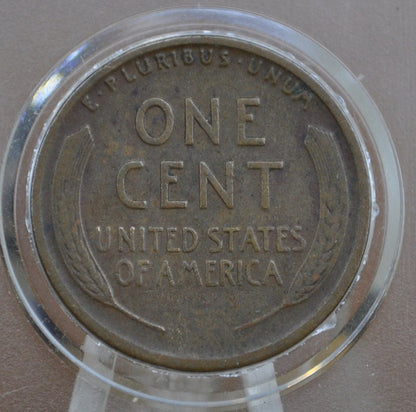 E·PLURIBUS·UNUM
ONE
CENT
UNITED STATES
OF AMERICA